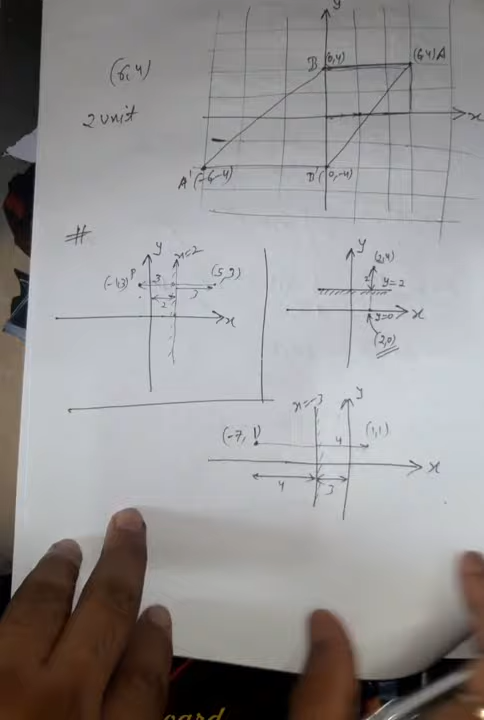 y
(6,4)
B (0,4)
(6,4) A
2 unit
x
A' (-6,-4)
B' (0,-4)
#
y
x=2
(-1,3) P
3
(5,3)
2
3
x
y
(2,4)
y=2
y=0
x
(2,0)
x=-3
y
(-7, 1)
4
(1,1)
x
4
3